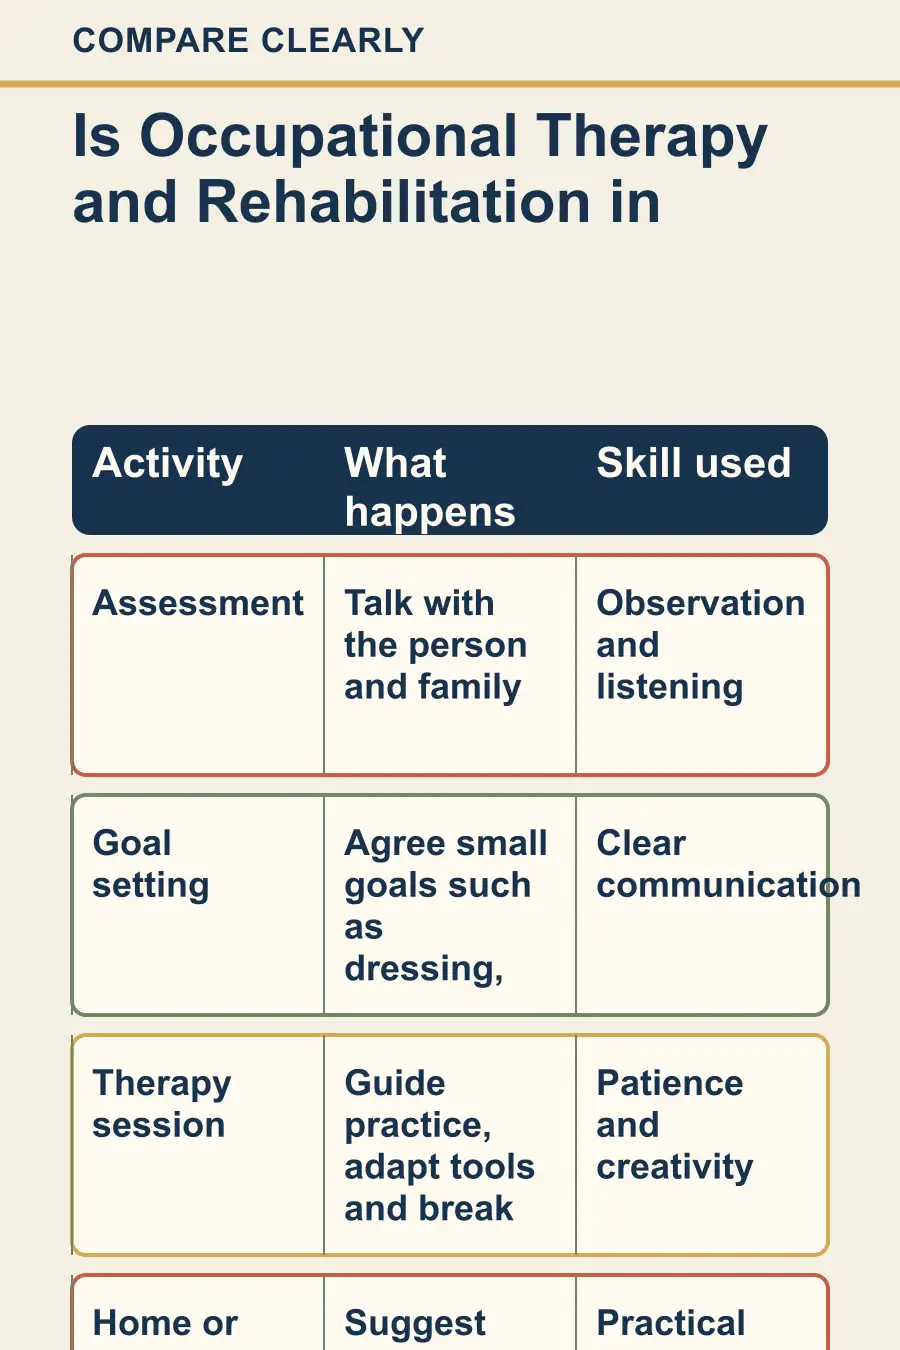 COMPARE CLEARLY
Is Occupational Therapy
and Rehabilitation in
Activity
What
happens
Skill used
Assessment
Talk with
the person
and family
Observation
and
listening
Goal
setting
Agree small
goals such
as
dressing,
Clear
communication
Therapy
session
Guide
practice,
adapt tools
and break
Patience
and
creativity
Home or
Suggest
Practical